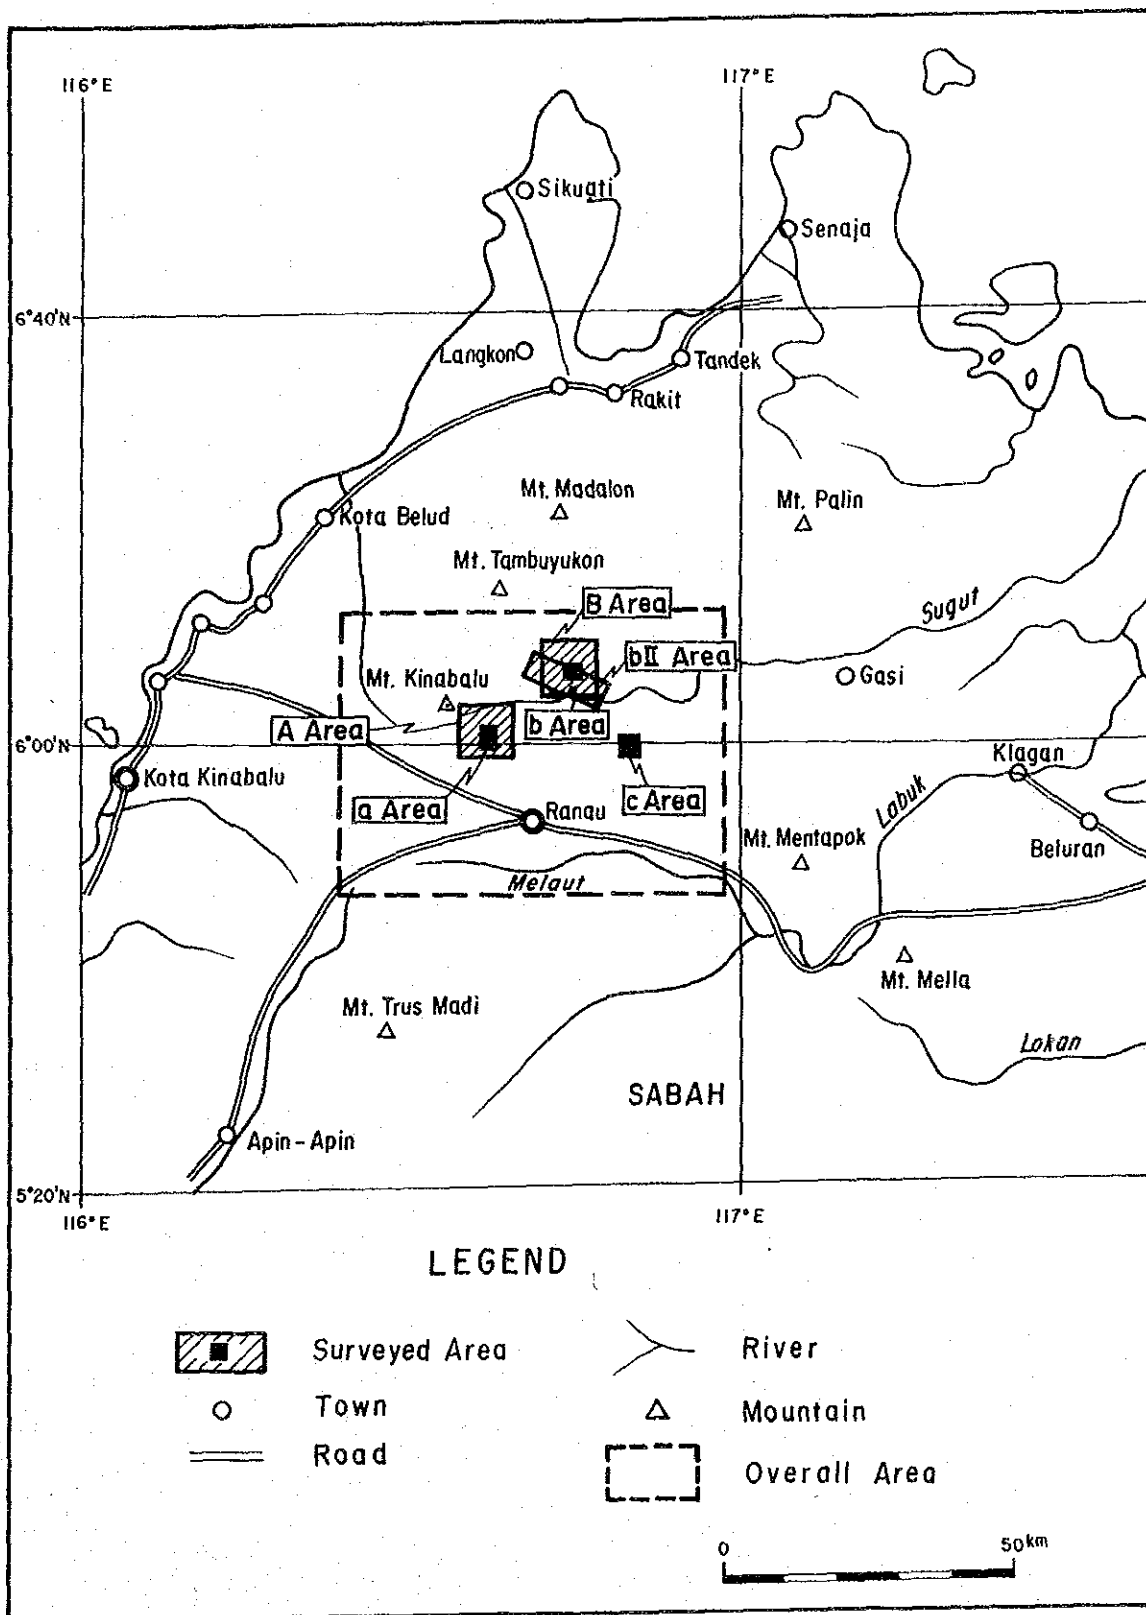 116°E
117°E
Sikuati
Senaja
6°40'N
Langkon
Tandek
Rakit
Mt. Madalon
Mt. Palin
Kota Belud
Mt. Tambuyukon
B Area
Sugut
bII Area
Mt. Kinabalu
Gasi
A Area
b Area
6°00'N
Klagan
Kota Kinabalu
a Area
c Area
Labuk
Ranau
Mt. Mentapok
Beluran
Melaut
Mt. Mella
Mt. Trus Madi
Lokan
SABAH
Apin-Apin
5°20'N
116°E
117°E
LEGEND
Surveyed Area
River
Town
Mountain
Road
Overall Area
0
50km